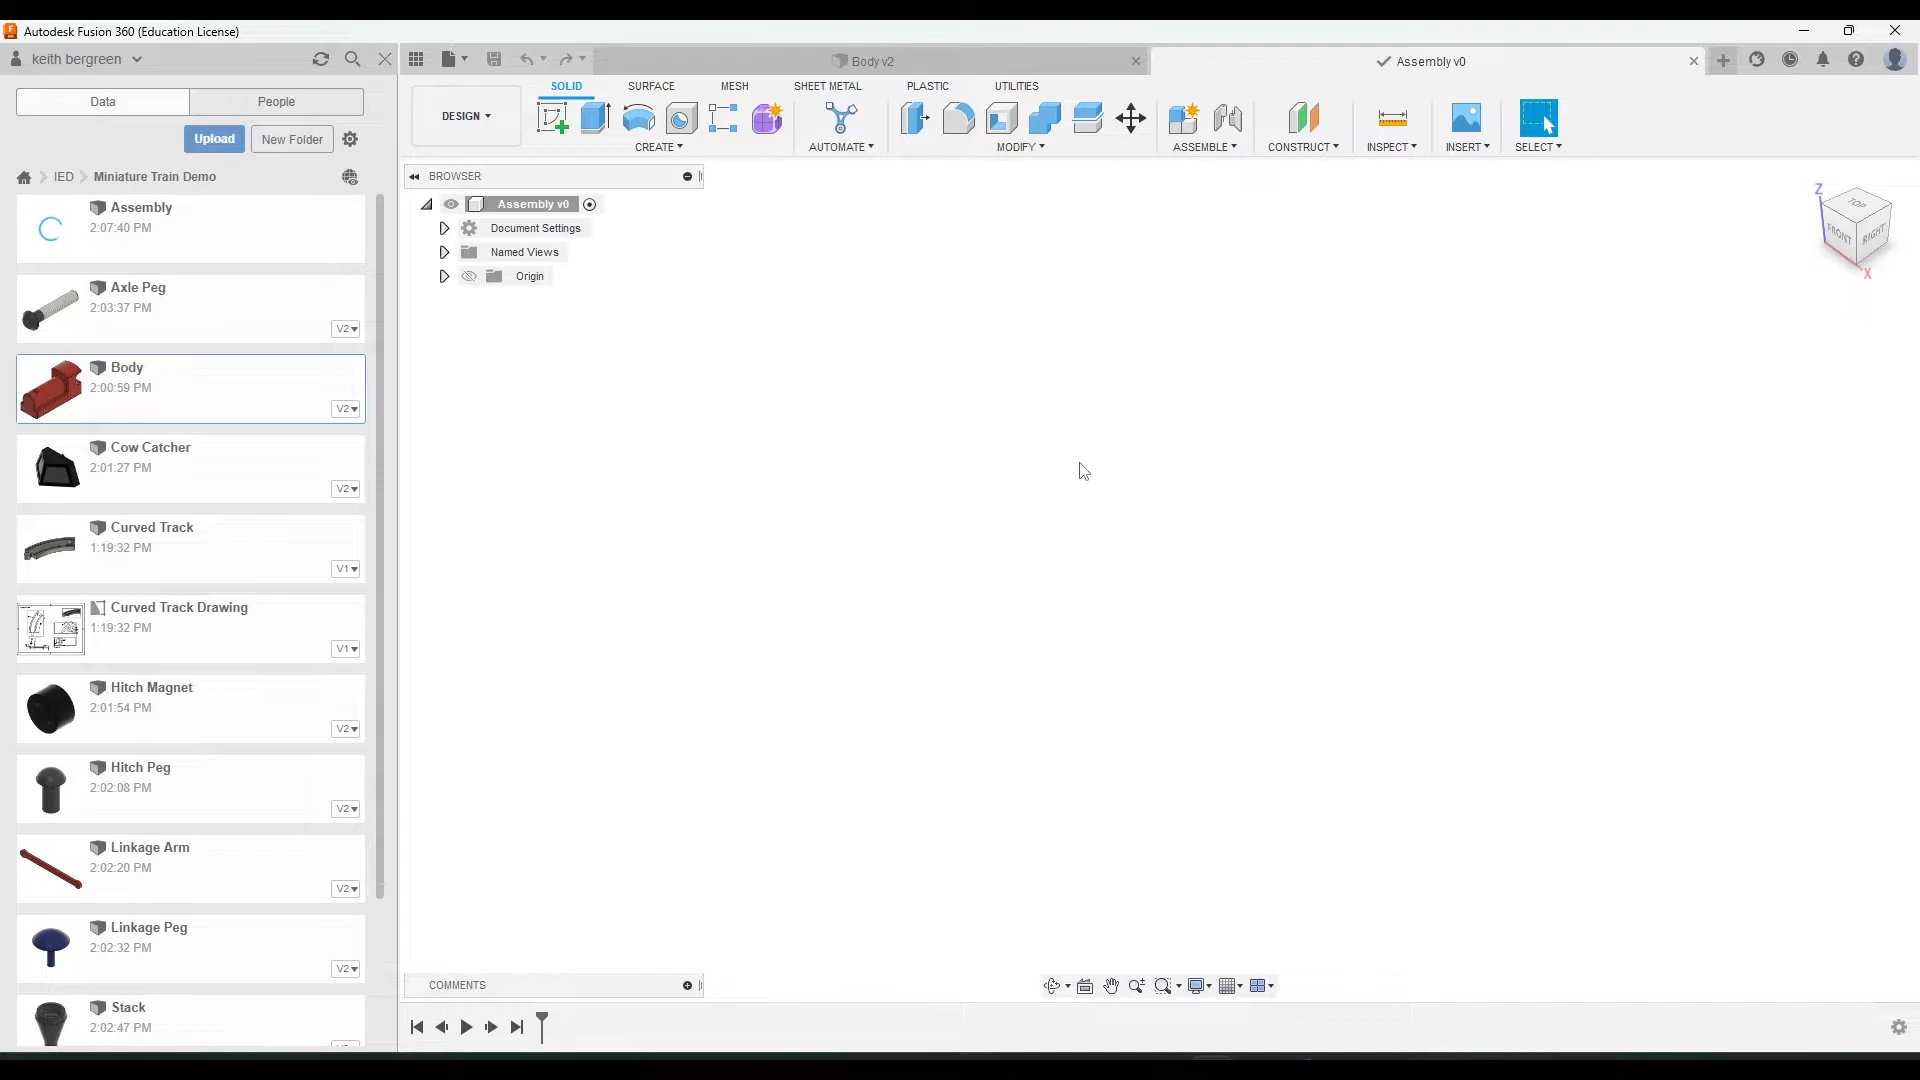 Autodesk Fusion 360 (Education License)
keith bergreen
Body v2
Assembly v0
Data
People
SOLID
SURFACE
MESH
SHEET METAL
PLASTIC
UTILITIES
DESIGN
Upload
New Folder
CREATE
AUTOMATE
MODIFY
ASSEMBLE
CONSTRUCT
INSPECT
INSERT
SELECT
IED
Miniature Train Demo
BROWSER
Assembly v0
Document Settings
Named Views
Origin
Z
TOP
FRONT
RIGHT
X
Assembly
2:07:40 PM
Axle Peg
2:03:37 PM
V2
Body
2:00:59 PM
V2
Cow Catcher
2:01:27 PM
V2
Curved Track
1:19:32 PM
V1
Curved Track Drawing
1:19:32 PM
V1
Hitch Magnet
2:01:54 PM
V2
Hitch Peg
2:02:08 PM
V2
Linkage Arm
2:02:20 PM
V2
Linkage Peg
2:02:32 PM
V2
Stack
2:02:47 PM
COMMENTS